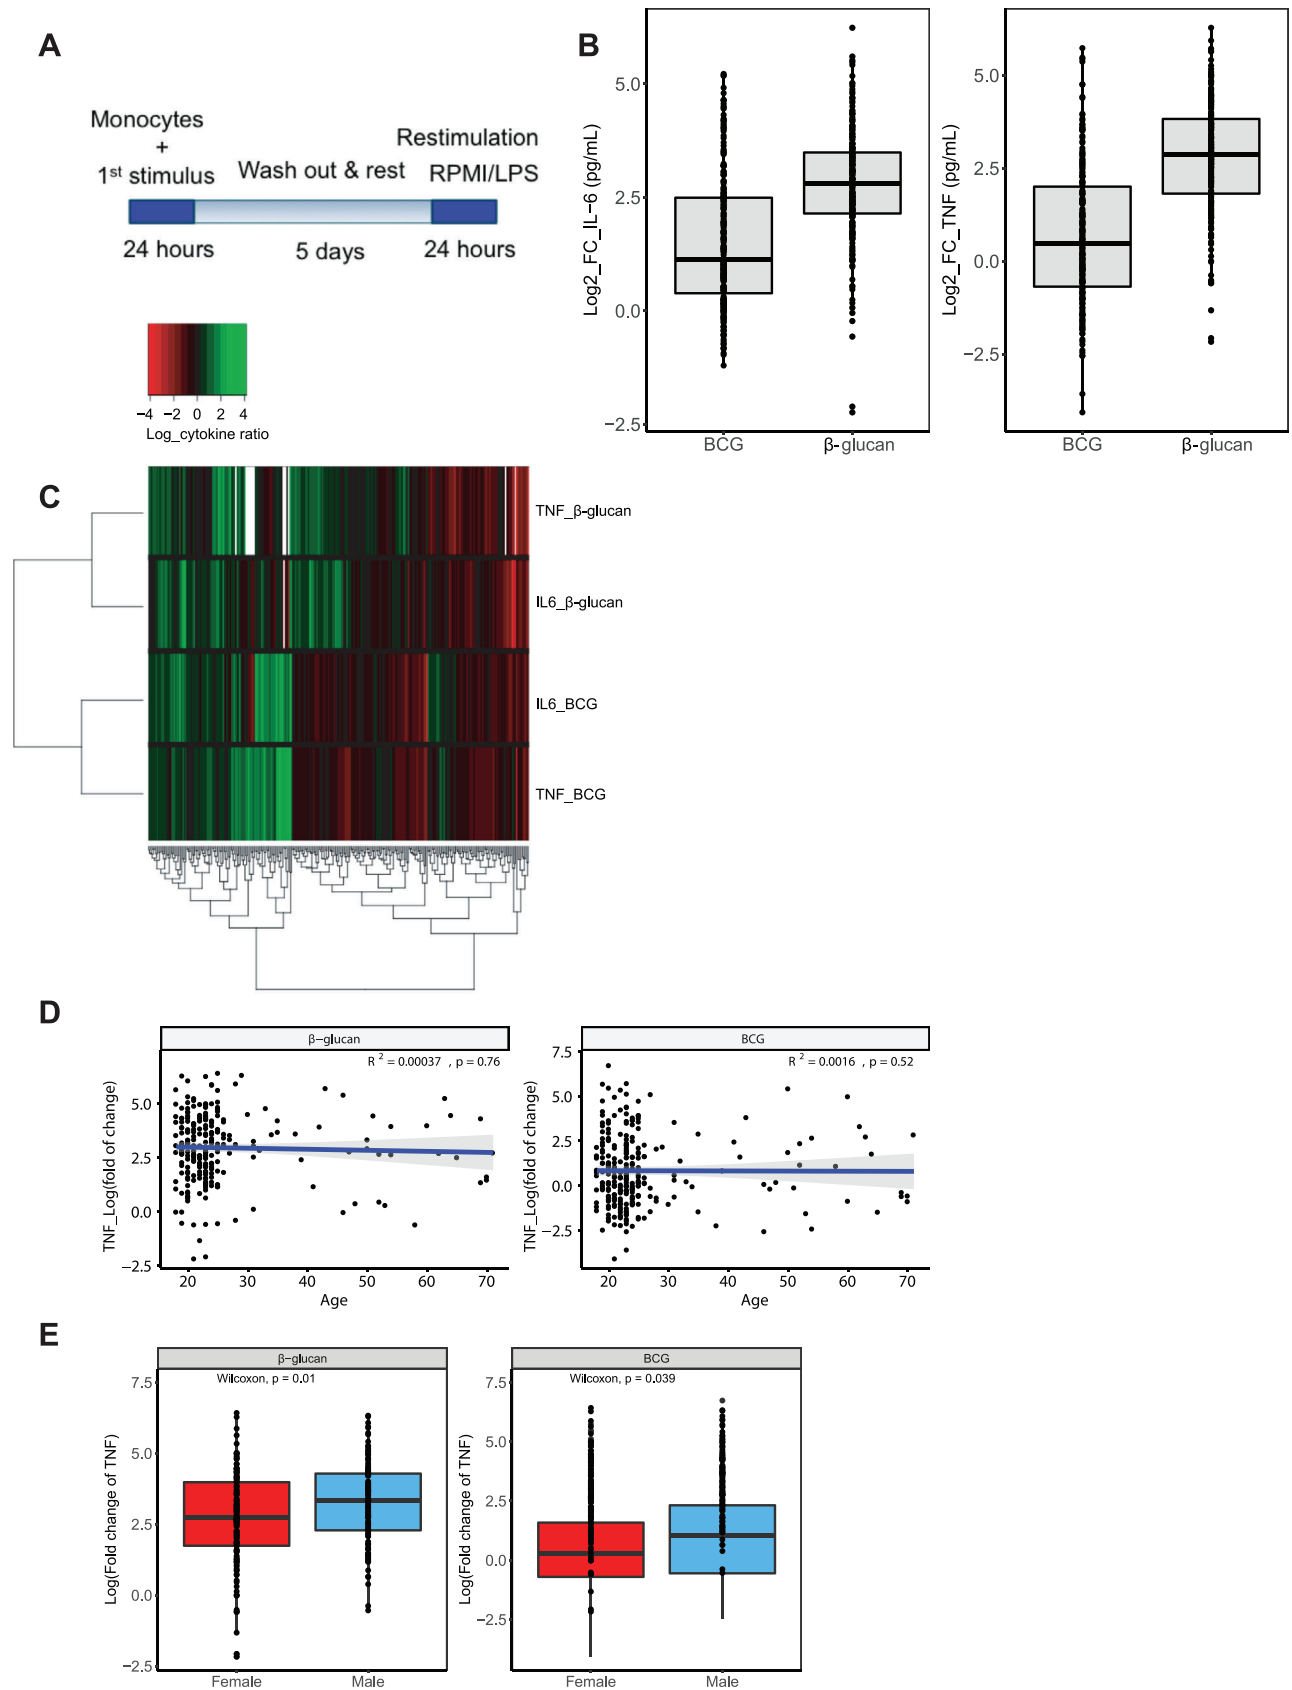 A
Monocytes
+
1st stimulus
Wash out & rest
Restimulation
RPMI/LPS
24 hours
5 days
24 hours
B
Log2_FC_IL−6 (pg/mL)
5.0
2.5
0.0
−2.5
BCG
β-glucan
Log2_FC_TNF (pg/mL)
5.0
2.5
0.0
−2.5
BCG
β-glucan
−4 −2 0 2 4
Log_cytokine ratio
C
TNF_β-glucan
IL6_β-glucan
IL6_BCG
TNF_BCG
D
β−glucan
R 2 = 0.00037 , p = 0.76
TNF_Log(fold of change)
5.0
2.5
0.0
−2.5
20 30 40 50 60 70
Age
BCG
R 2 = 0.0016 , p = 0.52
TNF_Log(fold of change)
7.5
5.0
2.5
0.0
−2.5
20 30 40 50 60 70
Age
E
β−glucan
Wilcoxon, p = 0.01
Log(Fold change of TNF)
7.5
5.0
2.5
0.0
−2.5
Female
Male
BCG
Wilcoxon, p = 0.039
Log(Fold change of TNF)
7.5
5.0
2.5
0.0
−2.5
Female
Male